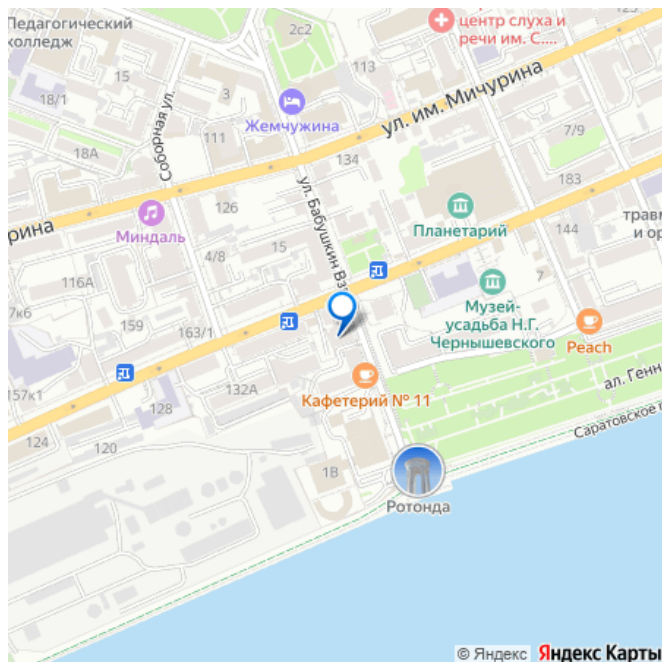 Педагогический
колледж
2с2
центр слуха и
речи им. С....
15
18/1
3
113
Жемчужина
ул. им. Мичурина
111
Соборная ул.
18А
134
7/9
183
126
Миндаль
рина
ул. Бабушкин Вз
Планетарий
144
трав
и ор
15
4/8
116А
7
Музей-
усадьба Н.Г.
Чернышевского
7к6
159
163/1
Peach
157к1
132А
Кафетерий № 11
ал. Генн
128
124
120
Саратовское
1В
Ротонда
© Яндекс Яндекс Карты